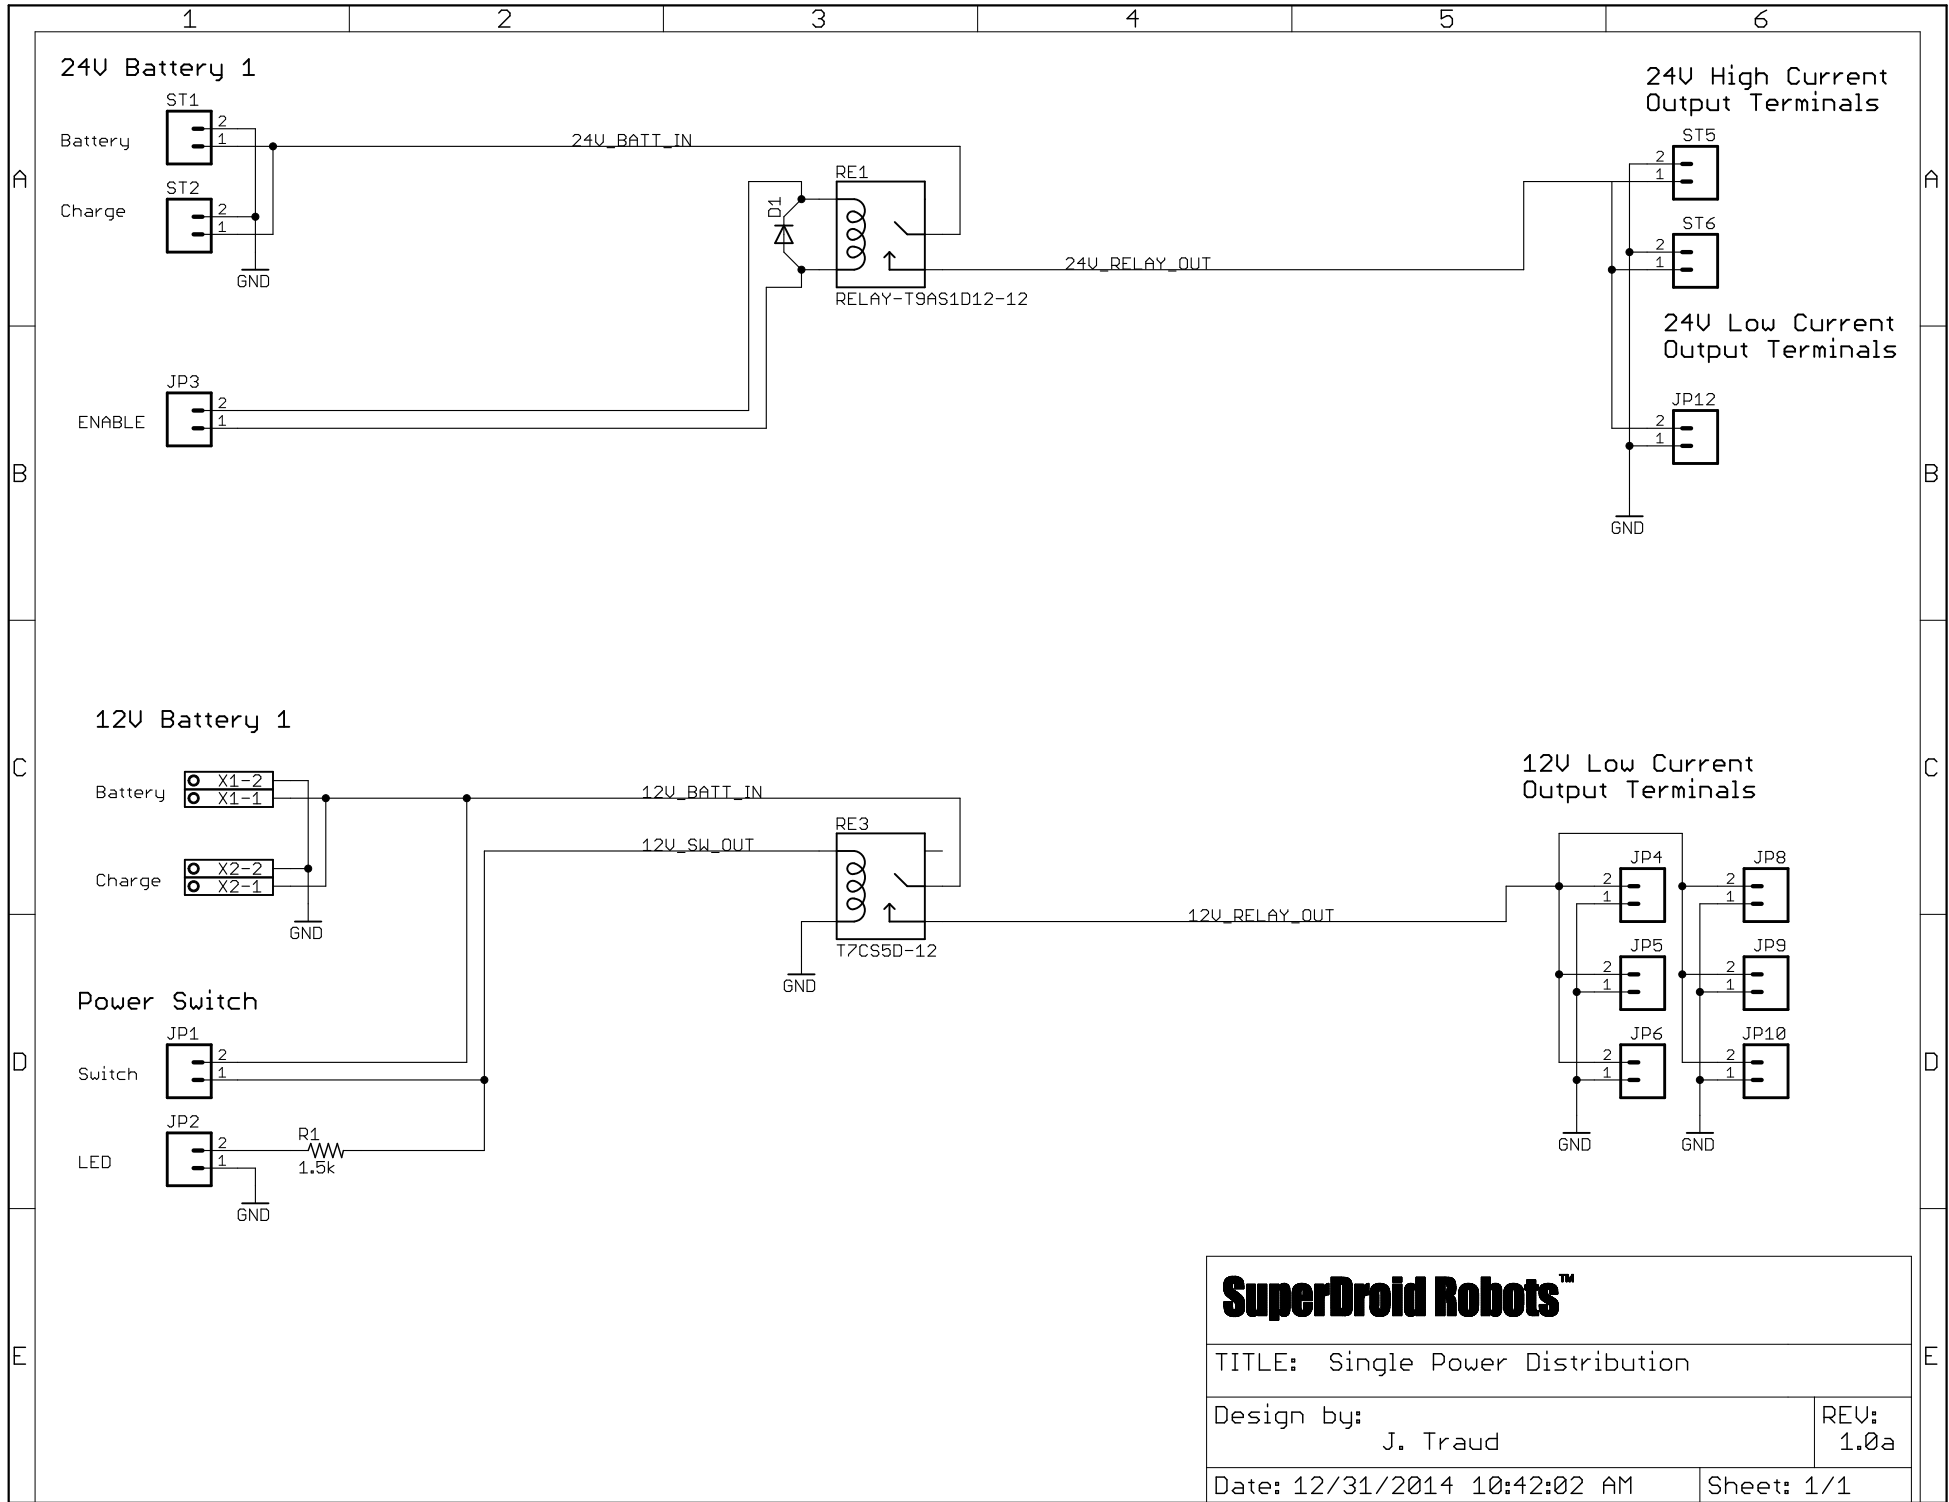 1 2 3 4 5 6
24V Battery 1
24V High Current
Output Terminals
ST1
Battery
2
1
24V_BATT_IN
ST5
2
1
A
A
ST2
Charge
2
1
GND
D1
RE1
RELAY-T9AS1D12-12
24V_RELAY_OUT
ST6
2
1
24V Low Current
Output Terminals
JP3
ENABLE
2
1
JP12
2
1
GND
B
B
12V Battery 1
C
C
Battery
X1-2
X1-1
12V_BATT_IN
12V Low Current
Output Terminals
Charge
X2-2
X2-1
GND
12V_SW_OUT
RE3
T7CS5D-12
GND
12V_RELAY_OUT
JP4
2
1
JP8
2
1
JP5
2
1
JP9
2
1
JP6
2
1
JP10
2
1
GND
GND
Power Switch
JP1
Switch
2
1
D
D
JP2
LED
2
1
R1
1.5k
GND
E
E
SuperDroid Robots™
TITLE: Single Power Distribution
Design by:
J. Traud
REV:
1.0a
Date: 12/31/2014 10:42:02 AM
Sheet: 1/1